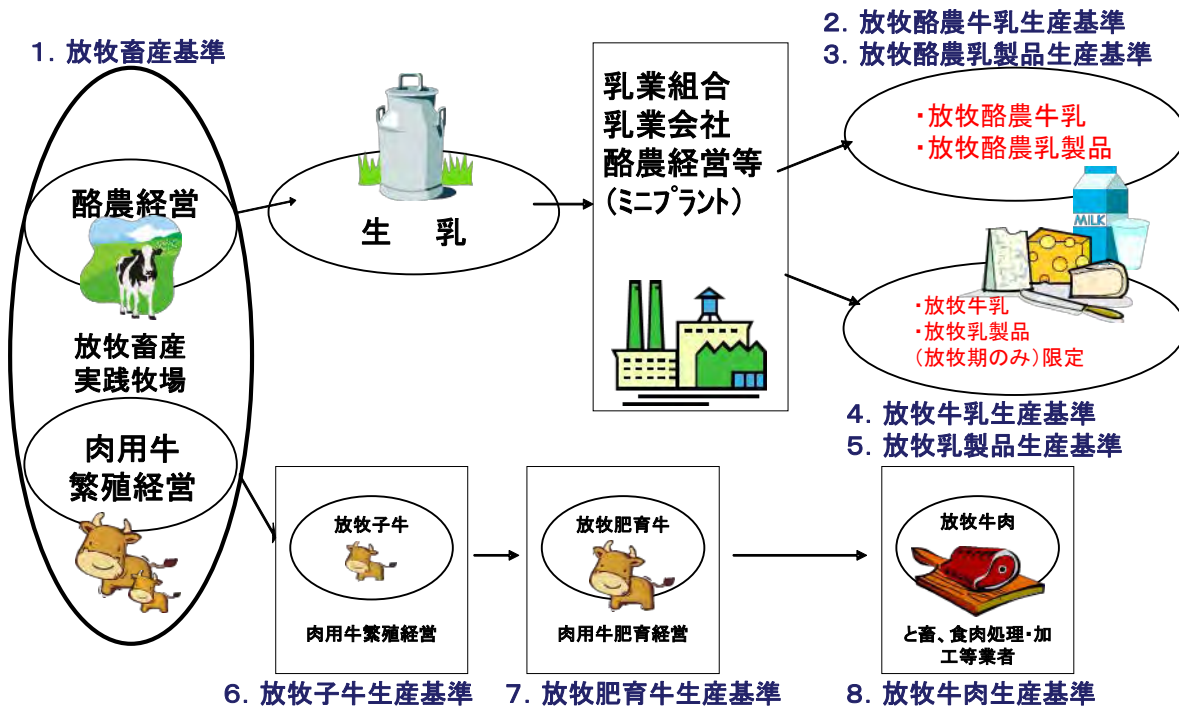 1. 放牧畜産基準
酪農経営
放牧畜産
実践牧場
肉用牛
繁殖経営
生　乳
乳業組合
乳業会社
酪農経営等
(ミニプラント)
2. 放牧酪農牛乳生産基準
3. 放牧酪農乳製品生産基準
・放牧酪農牛乳
・放牧酪農乳製品
MILK
・放牧牛乳
・放牧乳製品
(放牧期のみ)限定
4. 放牧牛乳生産基準
5. 放牧乳製品生産基準
放牧子牛
肉用牛繁殖経営
6. 放牧子牛生産基準
放牧肥育牛
肉用牛肥育経営
7. 放牧肥育牛生産基準
放牧牛肉
と畜、食肉処理・加
工等業者
8. 放牧牛肉生産基準